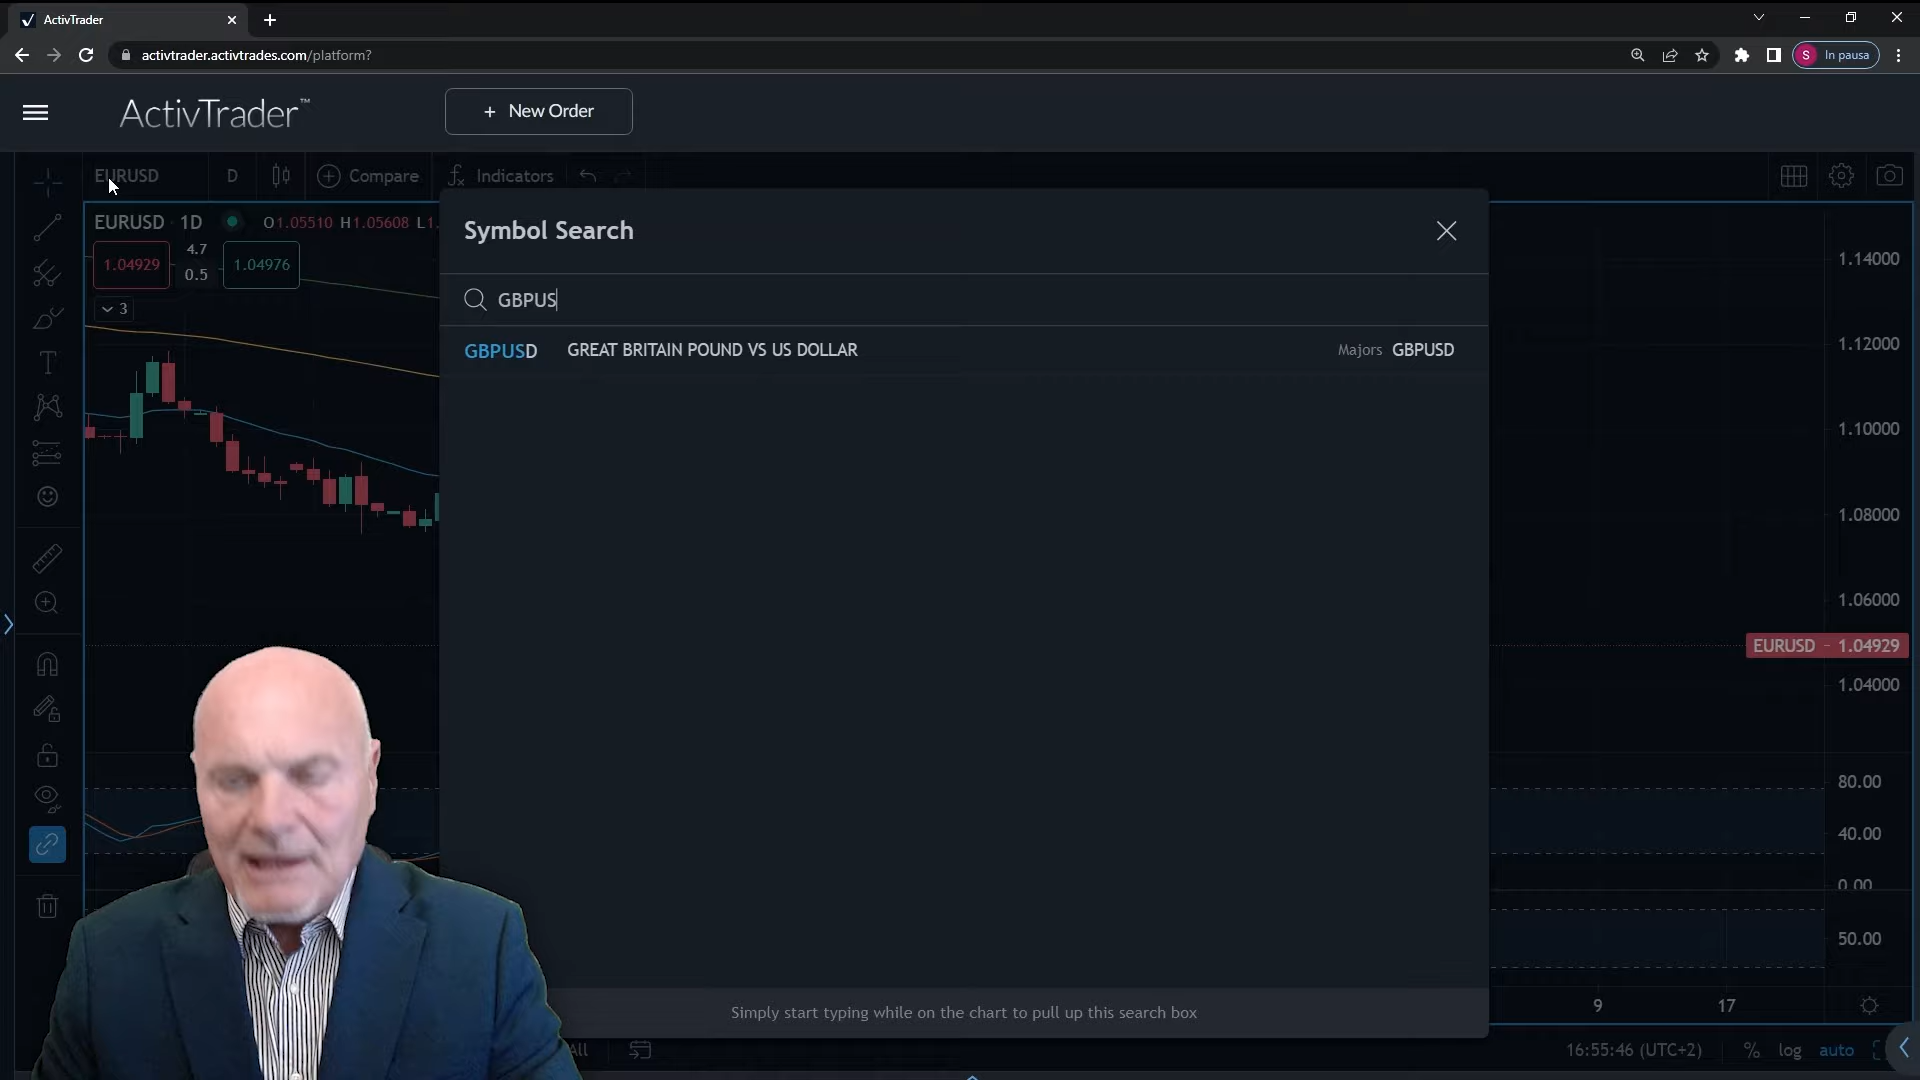 ActivTrader
activtrader.activtrades.com/platform?
S In pausa
ActivTrader™
+ New Order
EURUSD D Compare Indicators
EURUSD · 1D O1.05510 H1.05608 L1.
1.04929 4.7 0.5 1.04976
3
Symbol Search
GBPUS
GBPUSD GREAT BRITAIN POUND VS US DOLLAR Majors GBPUSD
Simply start typing while on the chart to pull up this search box
1.14000
1.12000
1.10000
1.08000
1.06000
EURUSD - 1.04929
1.04000
80.00
40.00
0.00
50.00
9 17
All 16:55:46 (UTC+2) % log auto